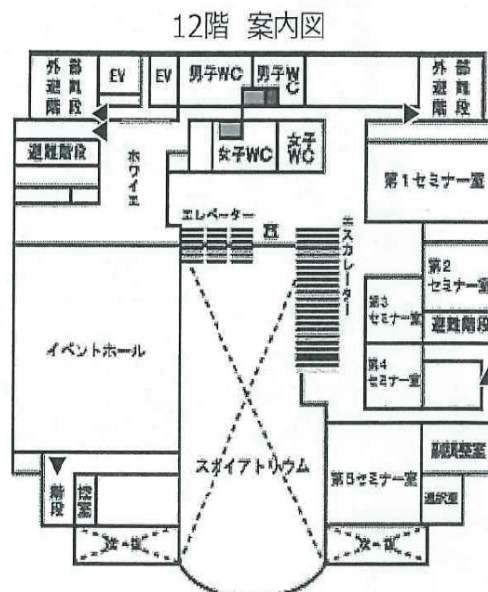 12階 案内図
外部
避難
階段
EV
EV
男子WC
男子WC
外部
避難
階段
避難階段
ホワイエ
女子WC
女子WC
第1セミナー室
エレベーター
エスカレーター
第2
セミナー室
第3
セミナー室
避難階段
イベントホール
第4
セミナー室
スカイアトリウム
第5セミナー室
副調整室
通訳室
階段
控室